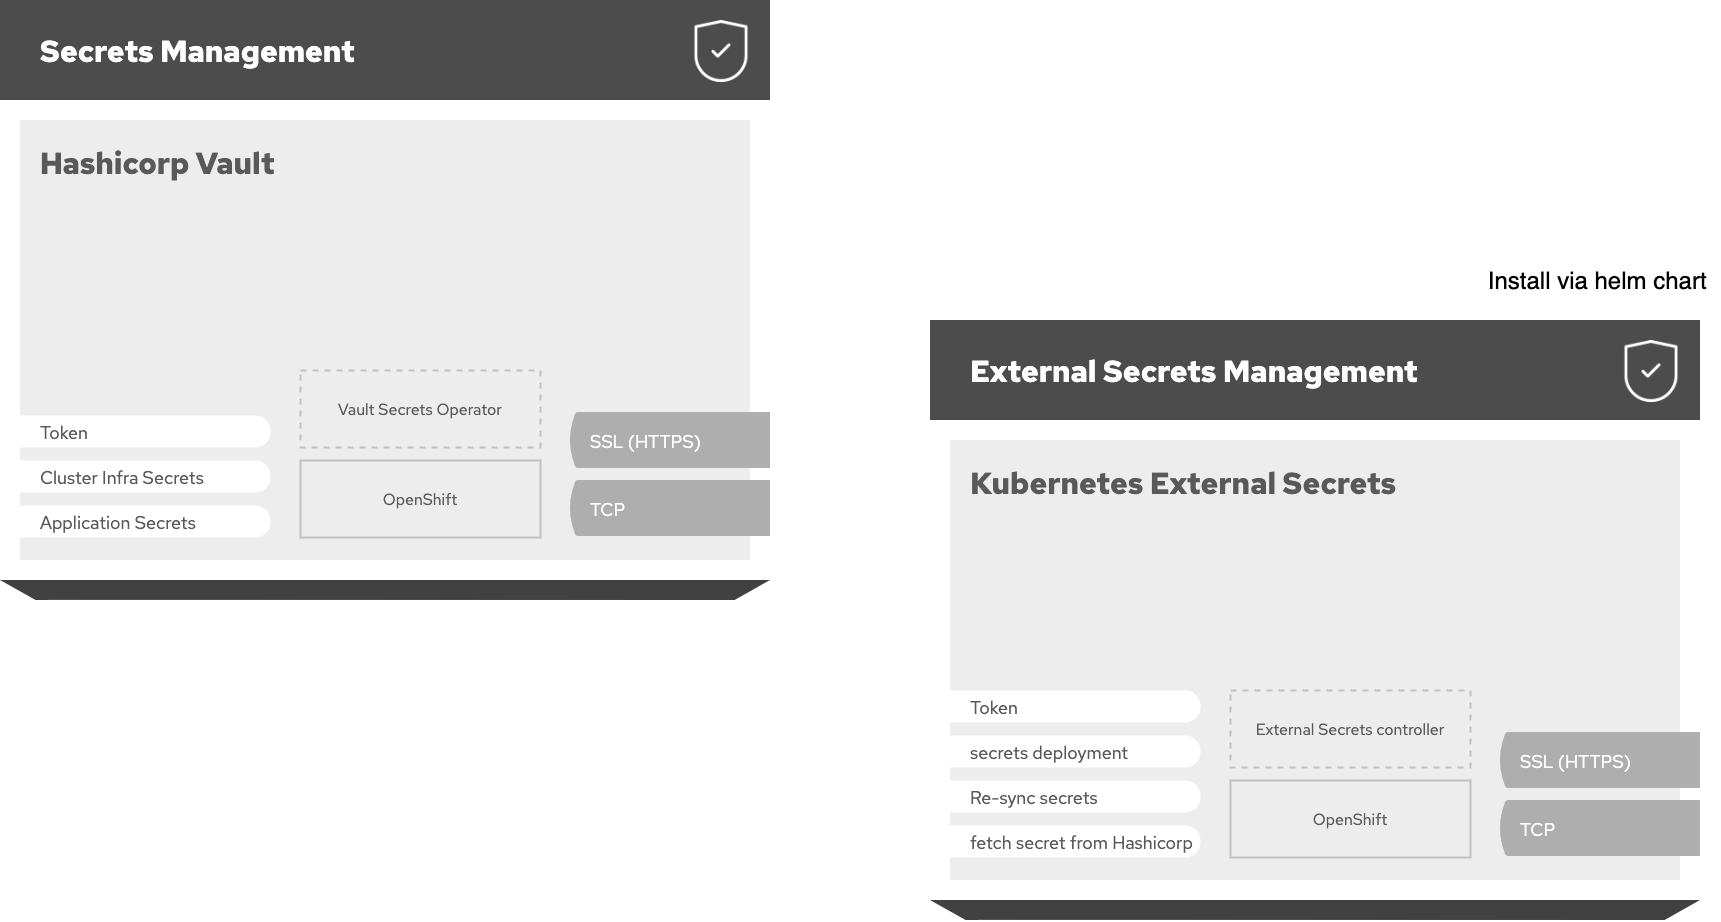 Secrets Management
Hashicorp Vault
Vault Secrets Operator
Token
Cluster Infra Secrets
Application Secrets
OpenShift
SSL (HTTPS)
TCP
Install via helm chart
External Secrets Management
Kubernetes External Secrets
Token
secrets deployment
Re-sync secrets
fetch secret from Hashicorp
External Secrets controller
OpenShift
SSL (HTTPS)
TCP